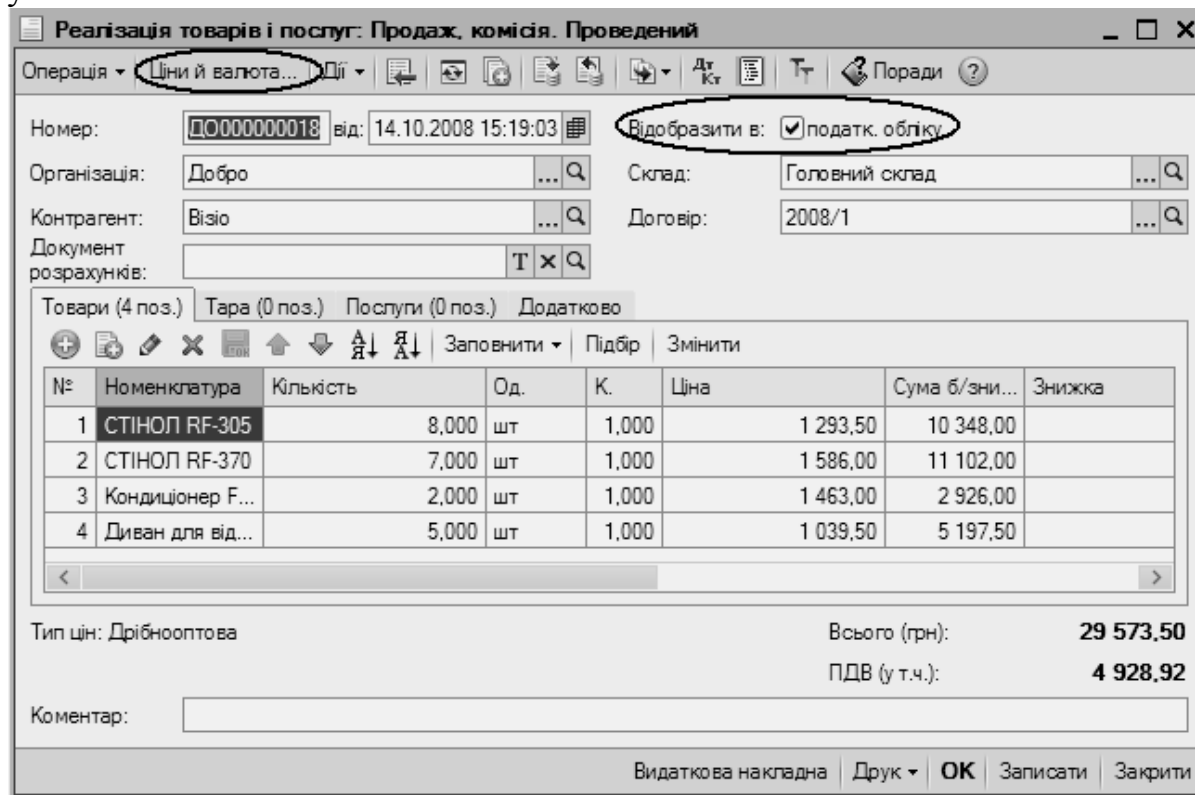 у
Реалізація товарів і послуг: Продаж, комісія. Проведений
Операція Ціни й валюта... Дії Дт Кт Тт Поради ?
Номер: ДО000000018 від: 14.10.2008 15:19:03 Відобразити в: податк. обліку
Організація: Добро ... Склад: Головний склад ...
Контрагент: Візіо ... Договір: 2008/1 ...
Документ
розрахунків: T
Товари (4 поз.) Тара (0 поз.) Послуги (0 поз.) Додатково
Заповнити Підбір Змінити
№ Номенклатура Кількість Од. К. Ціна Сума б/зни... Знижка
1 СТІНОЛ RF-305 8,000 шт 1,000 1 293,50 10 348,00
2 СТІНОЛ RF-370 7,000 шт 1,000 1 586,00 11 102,00
3 Кондиціонер F... 2,000 шт 1,000 1 463,00 2 926,00
4 Диван для від... 5,000 шт 1,000 1 039,50 5 197,50
Тип цін: Дрібнооптова Всього (грн): 29 573,50
ПДВ (у т.ч.): 4 928,92
Коментар:
Видаткова накладна Друк ОК Записати Закрити